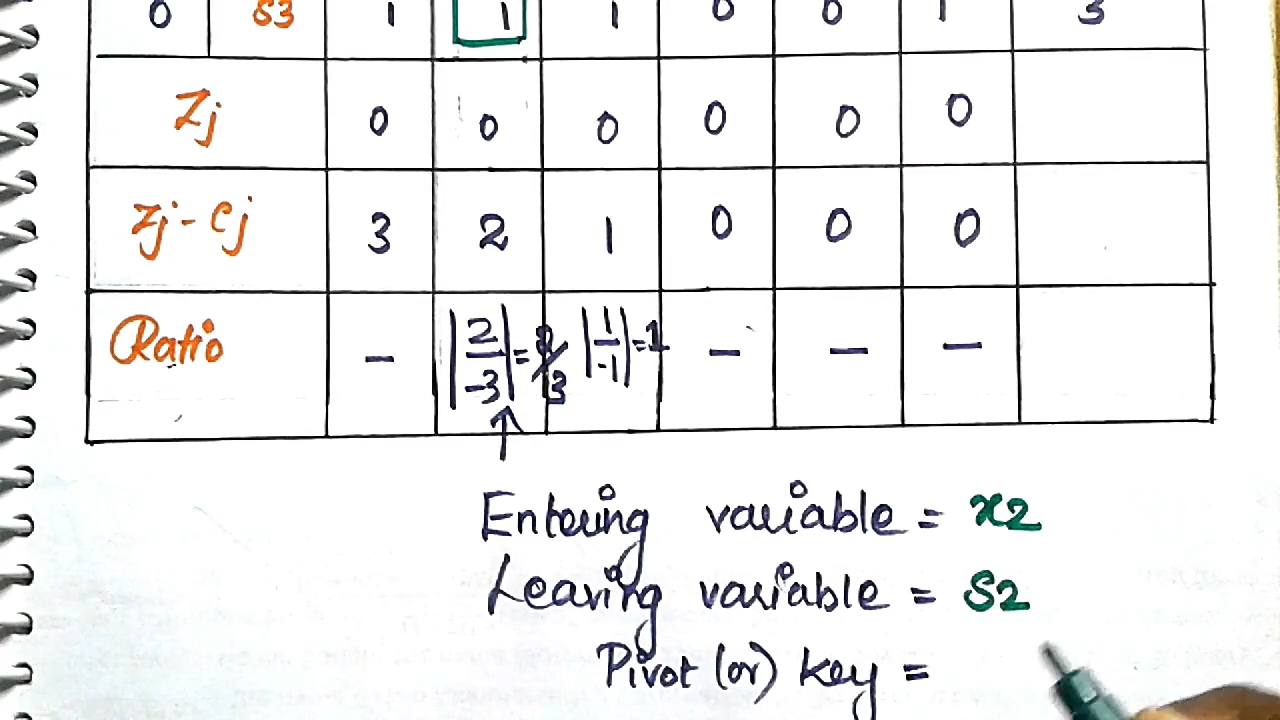 0 S3 1 1 1 0 0 1 3
Zj 0 0 0 0 0 0
Zj - Cj 3 2 1 0 0 0
Ratio - |2/-3| = 2/3 |1/-1| = 1 - - -
Entering variable = x2
Leaving variable = S2
Pivot (or) key =